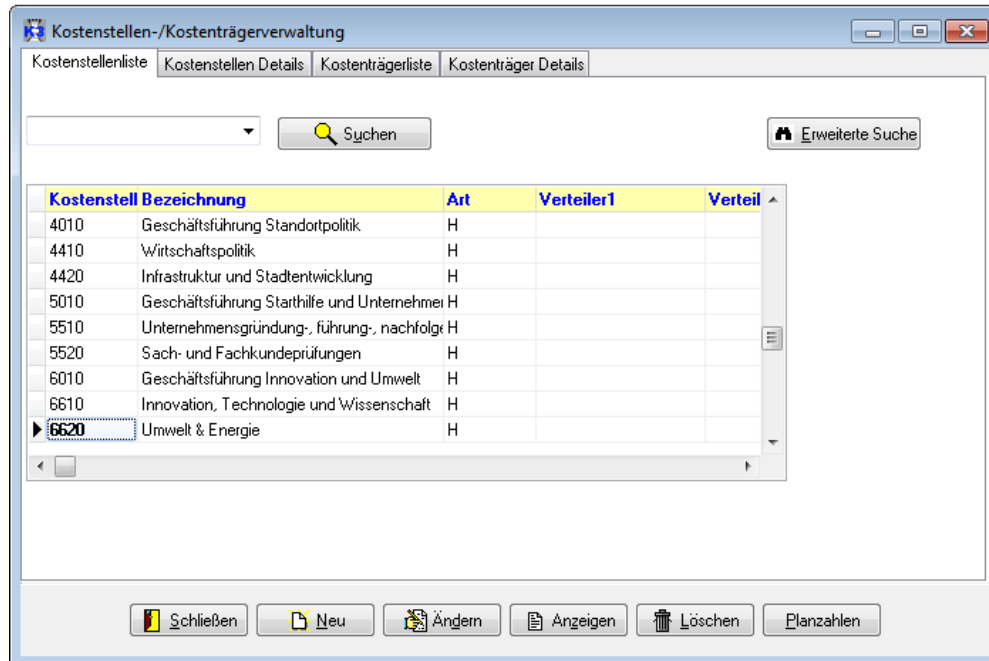 K3 Kostenstellen-/Kostenträgerverwaltung
Kostenstellenliste Kostenstellen Details Kostenträgerliste Kostenträger Details
Suchen Erweiterte Suche
Kostenstell Bezeichnung Art Verteiler1 Verteil
4010 Geschäftsführung Standortpolitik H
4410 Wirtschaftspolitik H
4420 Infrastruktur und Stadtentwicklung H
5010 Geschäftsführung Starthilfe und Unternehmer H
5510 Unternehmensgründung-, führung-, nachfolge H
5520 Sach- und Fachkundeprüfungen H
6010 Geschäftsführung Innovation und Umwelt H
6610 Innovation, Technologie und Wissenschaft H
6620 Umwelt & Energie H
Schließen Neu Ändern Anzeigen Löschen Planzahlen